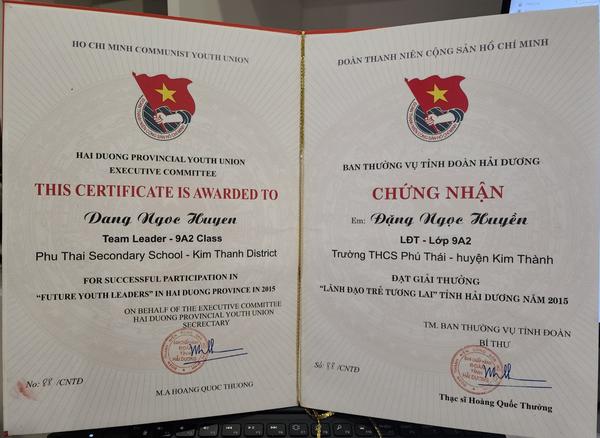 HO CHI MINH COMMUNIST YOUTH UNION
HAI DUONG PROVINCIAL YOUTH UNION
EXECUTIVE COMMITTEE
THIS CERTIFICATE IS AWARDED TO
Dang Ngoc Huyen
Team Leader - 9A2 Class
Phu Thai Secondary School - Kim Thanh District
FOR SUCCESSFUL PARTICIPATION IN
“FUTURE YOUTH LEADERS” IN HAI DUONG PROVINCE IN 2015
ON BEHALF OF THE EXECUTIVE COMMITTEE
HAI DUONG PROVINCIAL YOUTH UNION
SECRECTARY
No: 88 /CNTĐ
M.A HOANG QUOC THUONG
ĐOÀN THANH NIÊN CỘNG SẢN HỒ CHÍ MINH
BAN THƯỜNG VỤ TỈNH ĐOÀN HẢI DƯƠNG
CHỨNG NHẬN
Em: Đặng Ngọc Huyền
LĐT - Lớp 9A2
Trường THCS Phú Thái - huyện Kim Thành
ĐẠT GIẢI THƯỞNG
“LÃNH ĐẠO TRẺ TƯƠNG LAI” TỈNH HẢI DƯƠNG NĂM 2015
TM. BAN THƯỜNG VỤ TỈNH ĐOÀN
BÍ THƯ
Số: 88 /CNTĐ
Thạc sĩ Hoàng Quốc Thưởng